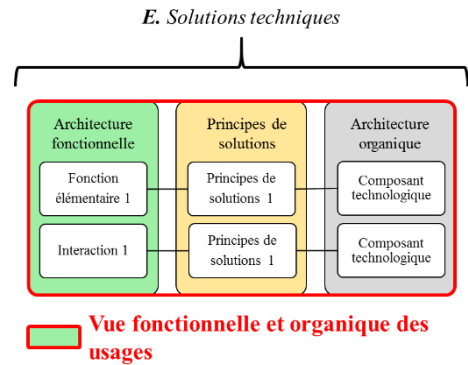 E. Solutions techniques
Architecture
fonctionnelle
Principes de
solutions
Architecture
organique
Fonction
élémentaire 1
Principes de
solutions 1
Composant
technologique
Interaction 1
Principes de
solutions 1
Composant
technologique
Vue fonctionnelle et organique des
usages